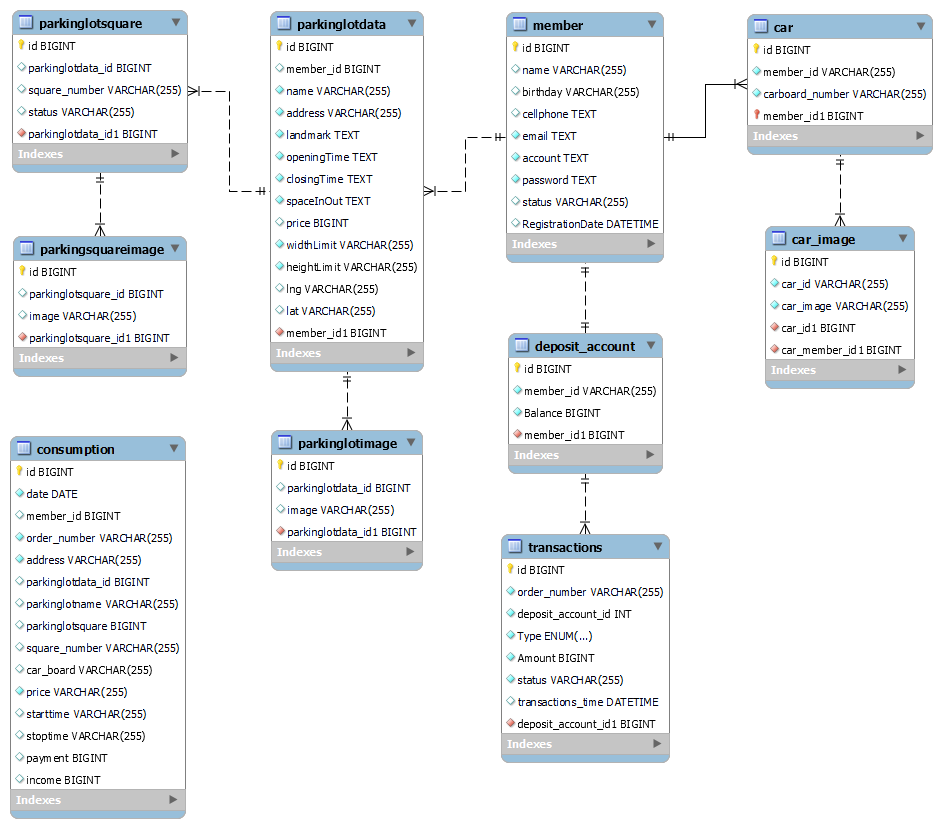 parkinglotsquare
id BIGINT
parkinglotdata_id BIGINT
square_number VARCHAR(255)
status VARCHAR(255)
parkinglotdata_id1 BIGINT
Indexes
parkingsquareimage
id BIGINT
parkinglotsquare_id BIGINT
image VARCHAR(255)
parkinglotsquare_id1 BIGINT
Indexes
consumption
id BIGINT
date DATE
member_id BIGINT
order_number VARCHAR(255)
address VARCHAR(255)
parkinglotdata_id BIGINT
parkinglotname VARCHAR(255)
parkinglotsquare BIGINT
square_number VARCHAR(255)
car_board VARCHAR(255)
price VARCHAR(255)
starttime VARCHAR(255)
stoptime VARCHAR(255)
payment BIGINT
income BIGINT
Indexes
parkinglotdata
id BIGINT
member_id BIGINT
name VARCHAR(255)
address VARCHAR(255)
landmark TEXT
openingTime TEXT
closingTime TEXT
spaceInOut TEXT
price BIGINT
widthLimit VARCHAR(255)
heightLimit VARCHAR(255)
lng VARCHAR(255)
lat VARCHAR(255)
member_id1 BIGINT
Indexes
parkinglotimage
id BIGINT
parkinglotdata_id BIGINT
image VARCHAR(255)
parkinglotdata_id1 BIGINT
Indexes
member
id BIGINT
name VARCHAR(255)
birthday VARCHAR(255)
cellphone TEXT
email TEXT
account TEXT
password TEXT
status VARCHAR(255)
RegistrationDate DATETIME
Indexes
deposit_account
id BIGINT
member_id VARCHAR(255)
Balance BIGINT
member_id1 BIGINT
Indexes
transactions
id BIGINT
order_number VARCHAR(255)
deposit_account_id INT
Type ENUM(...)
Amount BIGINT
status VARCHAR(255)
transactions_time DATETIME
deposit_account_id1 BIGINT
Indexes
car
id BIGINT
member_id VARCHAR(255)
carboard_number VARCHAR(255)
member_id1 BIGINT
Indexes
car_image
id BIGINT
car_id VARCHAR(255)
car_image VARCHAR(255)
car_id1 BIGINT
car_member_id1 BIGINT
Indexes